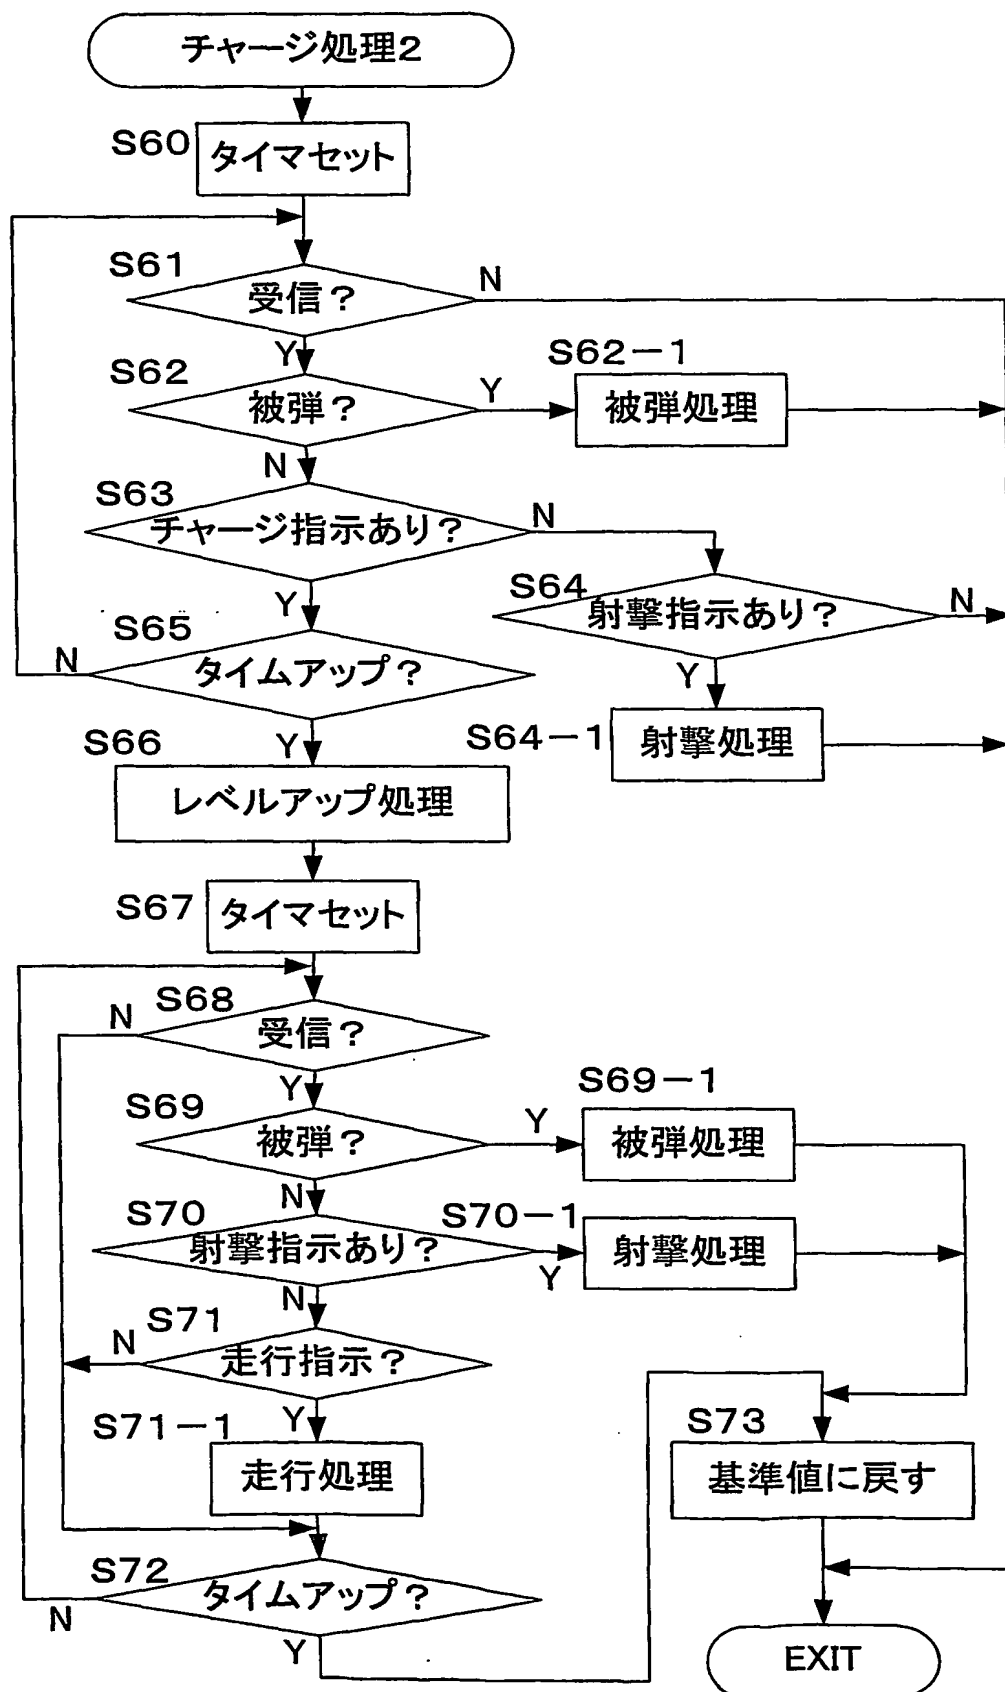 チャージ処理2
S60
タイマセット
S61
受信?
N
Y
S62
被弾?
Y
S62-1
被弾処理
N
S63
チャージ指示あり?
N
Y
S64
射撃指示あり?
N
Y
S64-1
射撃処理
S65
タイムアップ?
N
Y
S66
レベルアップ処理
S67
タイマセット
S68
受信?
N
Y
S69
被弾?
Y
S69-1
被弾処理
N
S70
射撃指示あり?
Y
S70-1
射撃処理
N
S71
走行指示?
N
Y
S71-1
走行処理
S72
タイムアップ?
N
Y
S73
基準値に戻す
EXIT